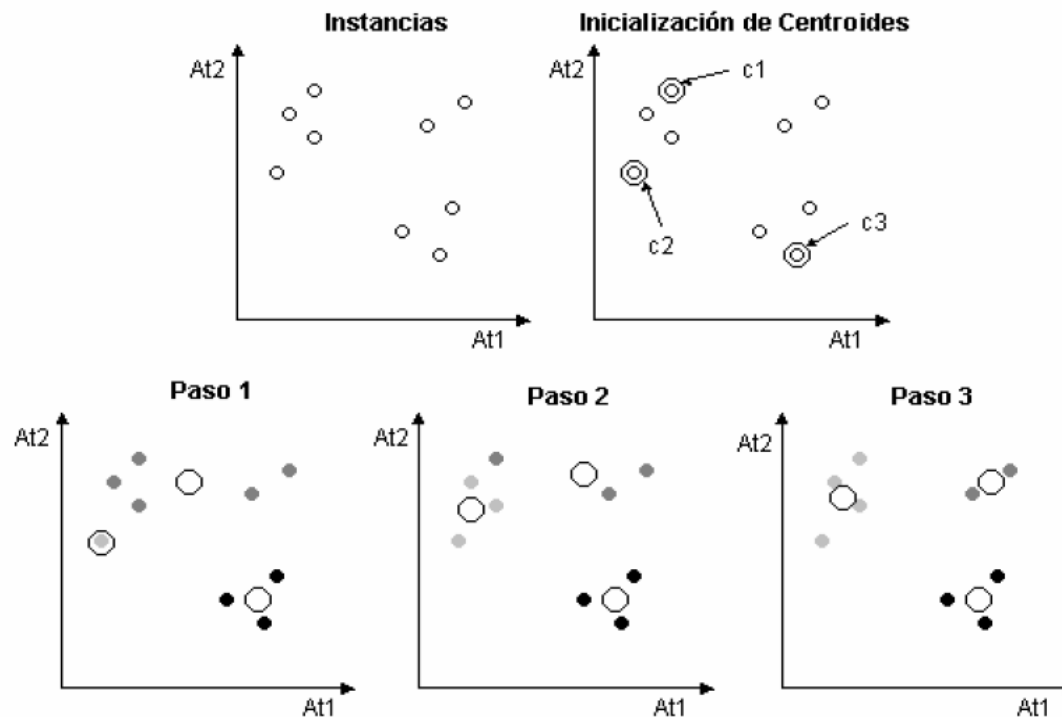 Instancias
Inicialización de Centroides
At2
At1
At2
c1
c2
c3
At1
Paso 1
At2
At1
Paso 2
At2
At1
Paso 3
At2
At1